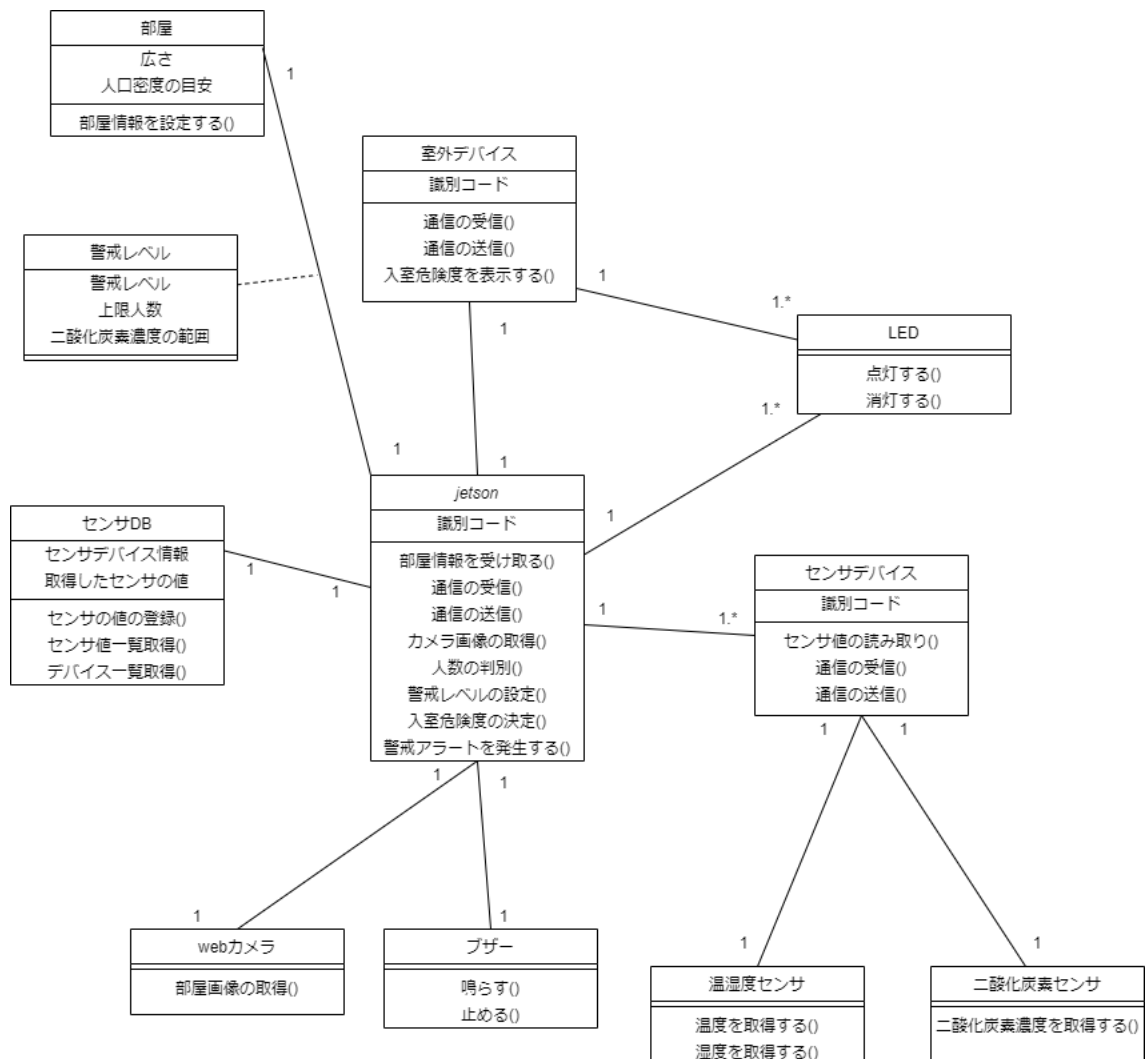 部屋
広さ
人口密度の目安
部屋情報を設定する()
1
室外デバイス
識別コード
通信の受信()
通信の送信()
入室危険度を表示する()
警戒レベル
警戒レベル
上限人数
二酸化炭素濃度の範囲
1
1.*
LED
点灯する()
消灯する()
1
1.*
1
1
1
jetson
識別コード
部屋情報を受け取る()
通信の受信()
通信の送信()
カメラ画像の取得()
人数の判別()
警戒レベルの設定()
入室危険度の決定()
警戒アラートを発生する()
センサDB
センサデバイス情報
取得したセンサの値
センサの値の登録()
センサ値一覧取得()
デバイス一覧取得()
1
1
1
1.*
センサデバイス
識別コード
センサ値の読み取り()
通信の受信()
通信の送信()
1
1
1
1
1
1
webカメラ
部屋画像の取得()
ブザー
鳴らす()
止める()
1
1
温湿度センサ
温度を取得する()
湿度を取得する()
二酸化炭素センサ
二酸化炭素濃度を取得する()